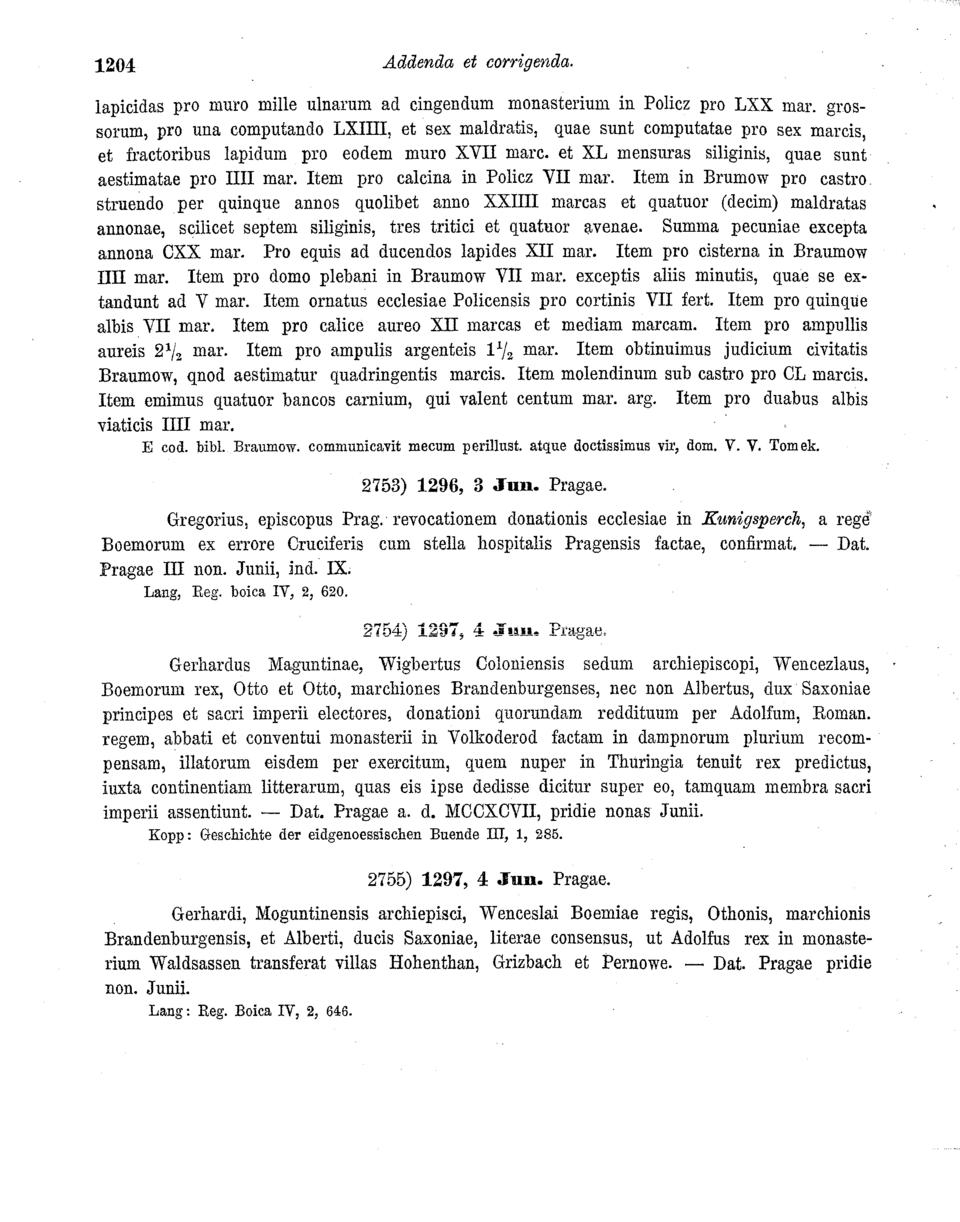 1204 Addenda et corrigenda.
lapicidas pro muro mille ulnarum ad cingendum monasterium in Policz pro LXX mar. gros-
sorum, pro una computando LXIIII, et sex maldratis, quae sunt computatae pro sex marcis,
et fractoribus lapidum pro eodem muro XVII marc. et XL mensuras siliginis, quae sunt
aestimatae pro IIII mar. Item pro calcina in Policz VII mar. Item in Brumow pro castro
struendo per quinque annos quolibet anno XXIIII marcas et quatuor (decim) maldratas
annonae, scilicet septem siliginis, tres tritici et quatuor avenae. Summa pecuniae excepta
annona CXX mar. Pro equis ad ducendos lapides XII mar. Item pro cisterna in Braumow
IIII mar. Item pro domo plebani in Braumow VII mar. exceptis aliis minutis, quae se ex-
tandunt ad V mar. Item ornatus ecclesiae Policensis pro cortinis VII fert. Item pro quinque
albis VII mar. Item pro calice aureo XII marcas et mediam marcam. Item pro ampullis
aureis 2 1/2 mar. Item pro ampulis argenteis 1 1/2 mar. Item obtinuimus judicium civitatis
Braumow, qnod aestimatur quadringentis marcis. Item molendinum sub castro pro CL marcis.
Item emimus quatuor bancos carnium, qui valent centum mar. arg. Item pro duabus albis
viaticis IIII mar.
E cod. bibl. Braumow. communicavit mecum perillust. atque doctissimus vir, dom. V. V. Tomek.
2753) 1296, 3 Jun. Pragae.
Gregorius, episcopus Prag. revocationem donationis ecclesiae in Kunigsperch, a rege
Boemorum ex errore Cruciferis cum stella hospitalis Pragensis factae, confirmat. — Dat.
Pragae III non. Junii, ind. IX.
Lang, Reg. boica IV, 2, 620.
2754) 1297, 4 Jun. Pragae.
Gerhardus Maguntinae, Wigbertus Coloniensis sedum archiepiscopi, Wencezlaus,
Boemorum rex, Otto et Otto, marchiones Brandenburgenses, nec non Albertus, dux Saxoniae
principes et sacri imperii electores, donationi quorundam reddituum per Adolfum, Roman.
regem, abbati et conventui monasterii in Volkoderod factam in dampnorum plurium recom-
pensam, illatorum eisdem per exercitum, quem nuper in Thuringia tenuit rex predictus,
iuxta continentiam litterarum, quas eis ipse dedisse dicitur super eo, tamquam membra sacri
imperii assentiunt. — Dat. Pragae a. d. MCCXCVII, pridie nonas Junii.
Kopp: Geschichte der eidgenoessischen Buende III, 1, 285.
2755) 1297, 4 Jun. Pragae.
Gerhardi, Moguntinensis archiepisci, Wenceslai Boemiae regis, Othonis, marchionis
Brandenburgensis, et Alberti, ducis Saxoniae, literae consensus, ut Adolfus rex in monaste-
rium Waldsassen transferat villas Hohenthan, Grizbach et Pernowe. — Dat. Pragae pridie
non. Junii.
Lang: Reg. Boica IV, 2, 646.